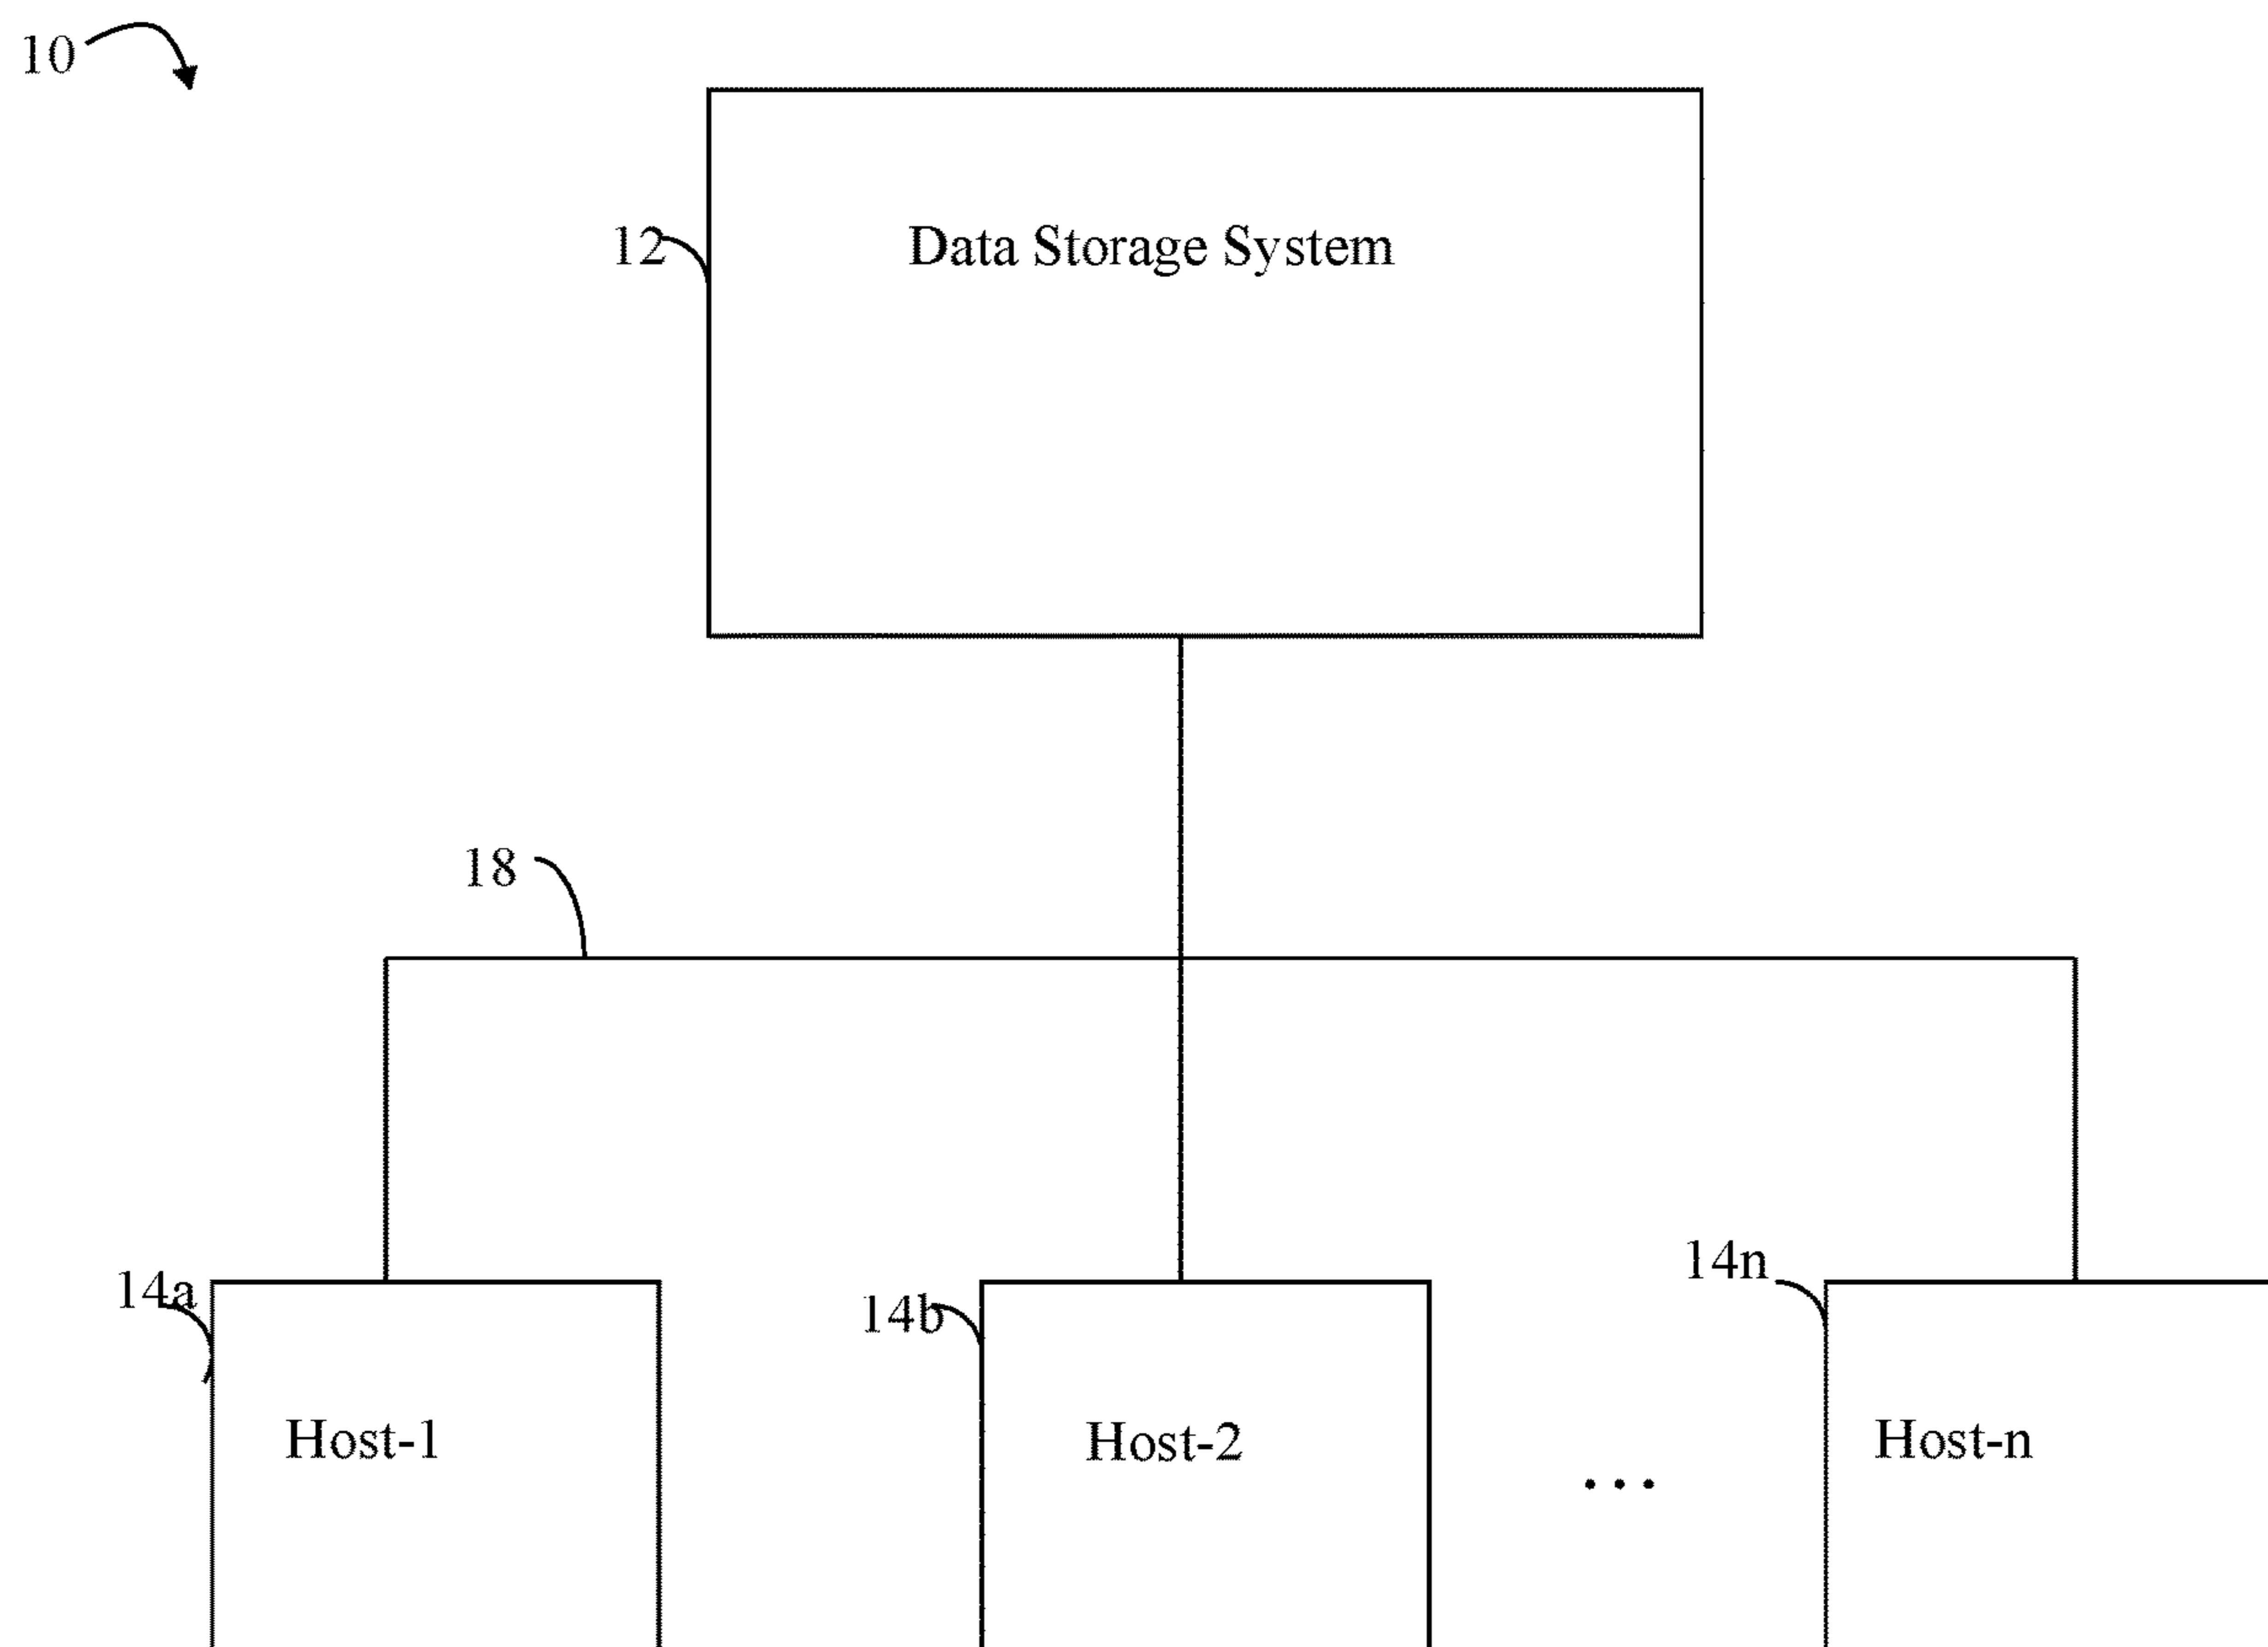 10
12
Data Storage System
18
14a
14b
14n
Host-1
Host-2
...
Host-n